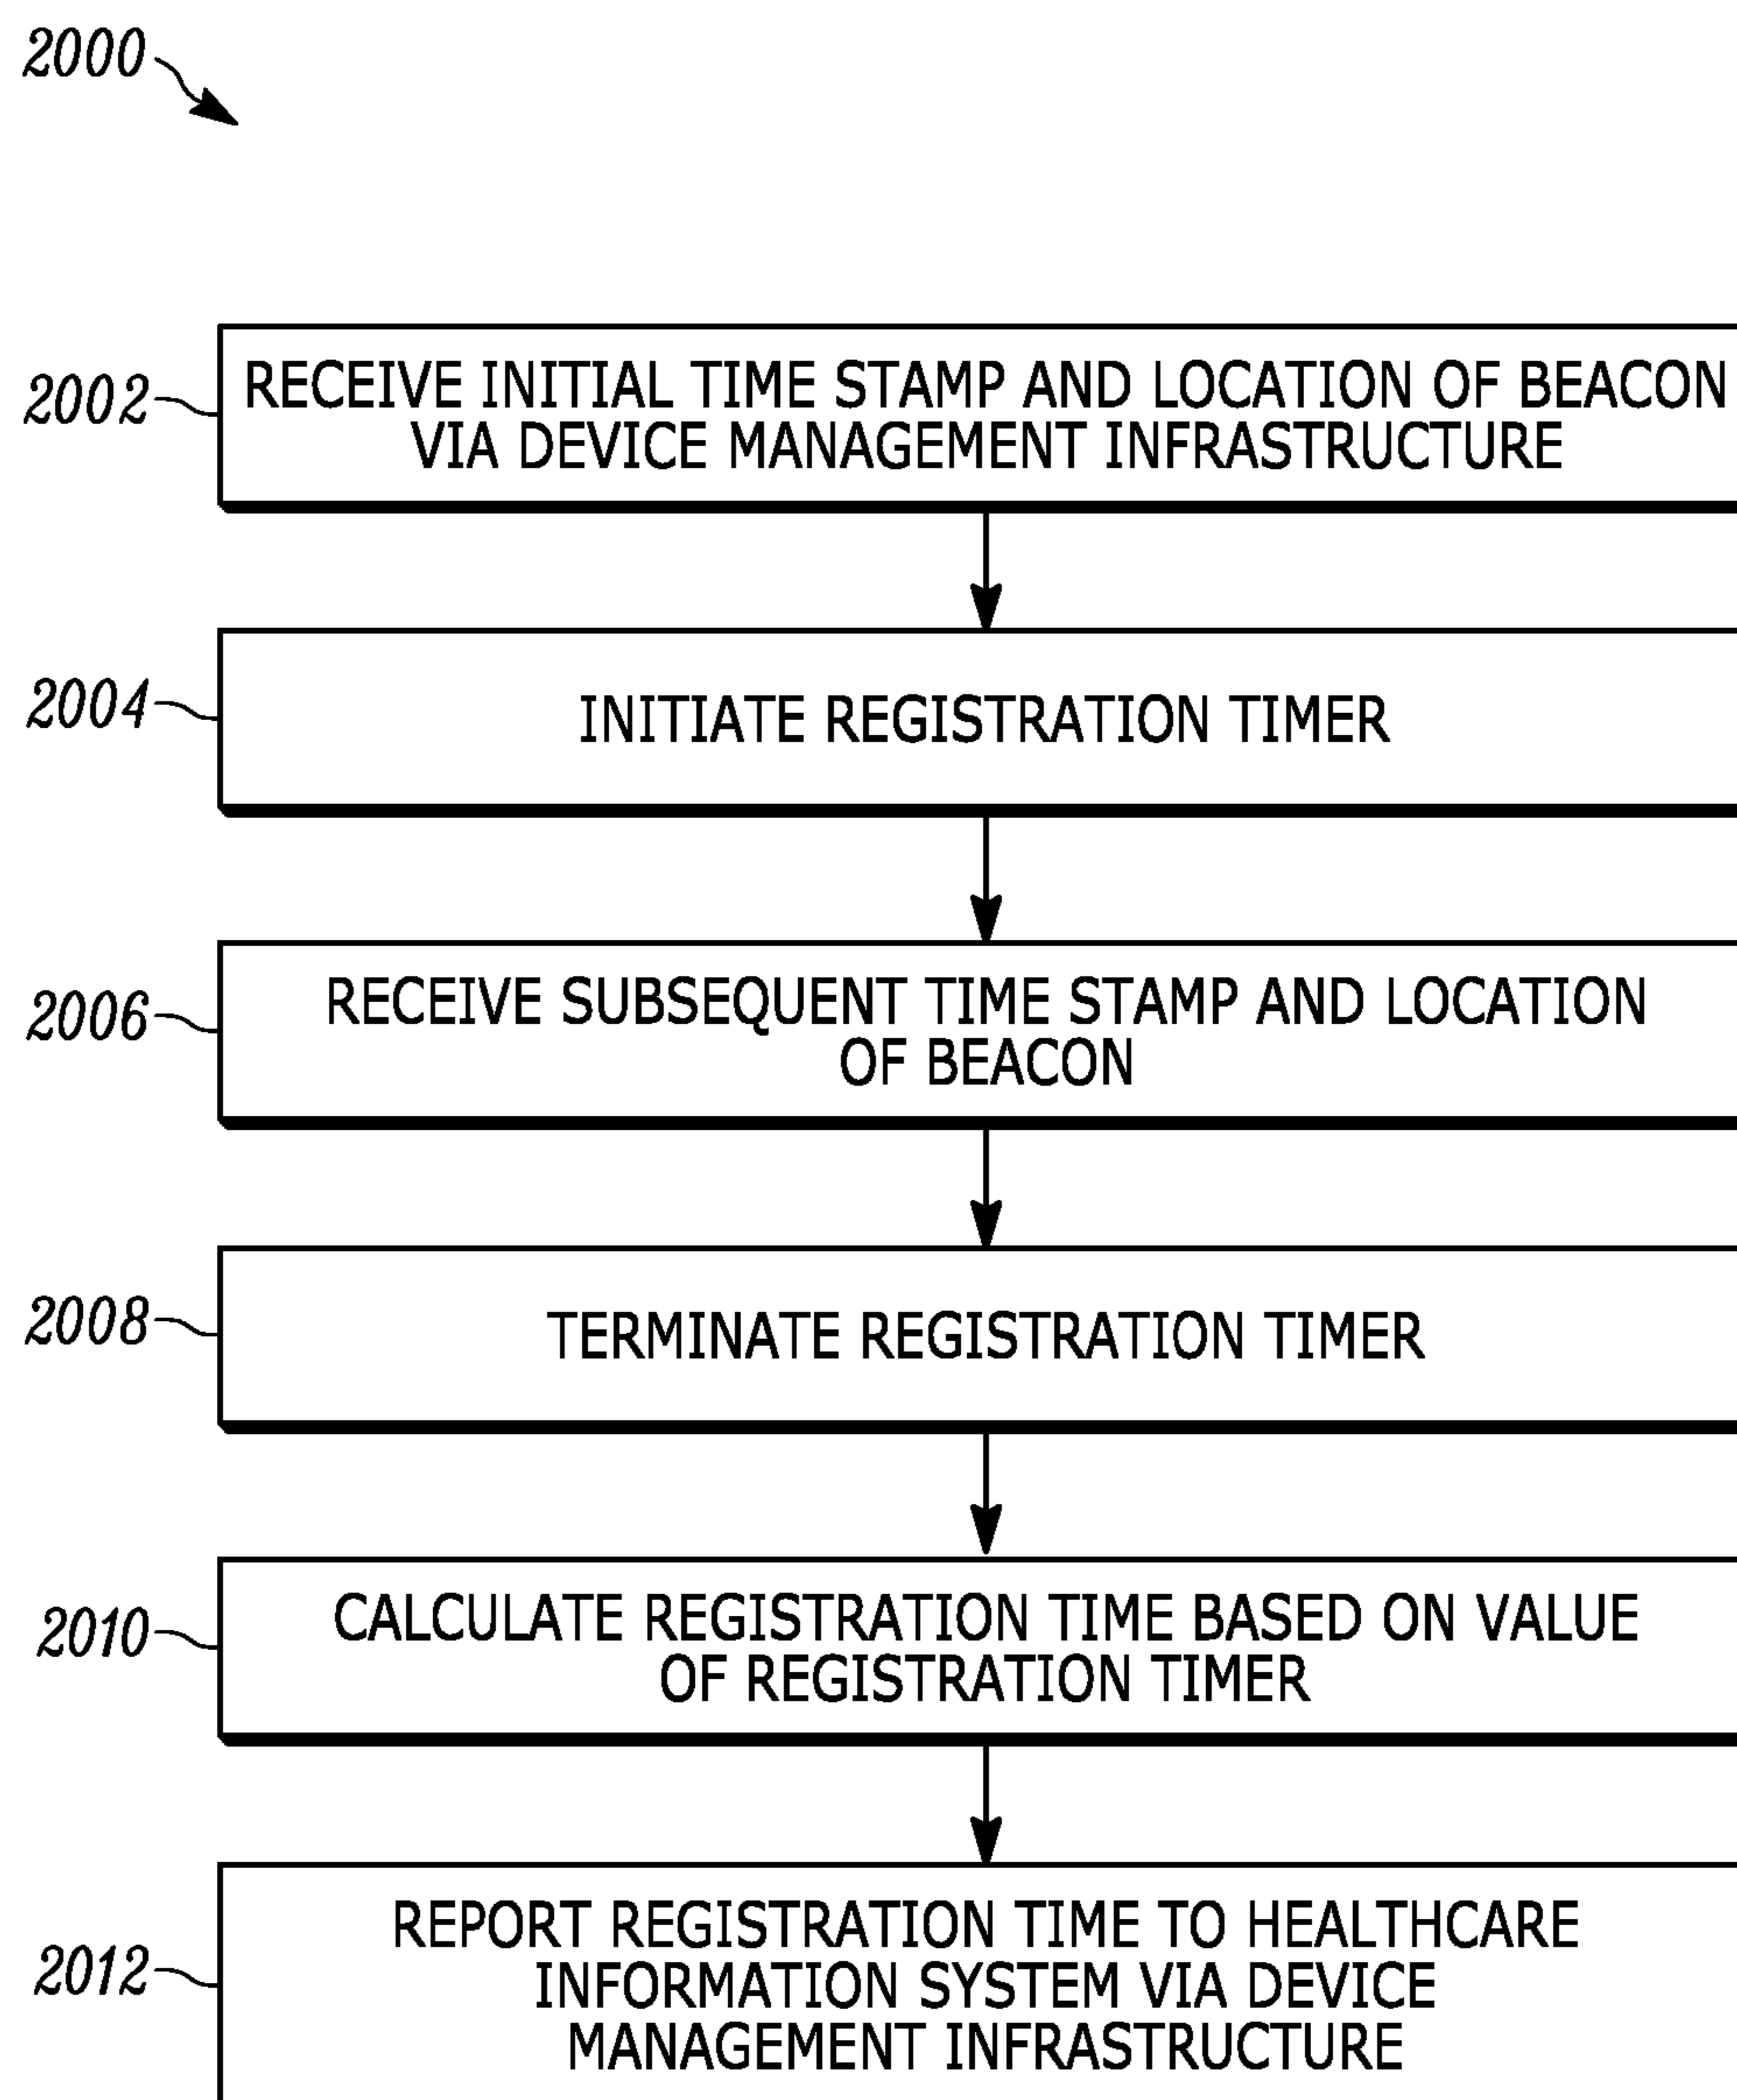 2000
2002
RECEIVE INITIAL TIME STAMP AND LOCATION OF BEACON
VIA DEVICE MANAGEMENT INFRASTRUCTURE
2004
INITIATE REGISTRATION TIMER
2006
RECEIVE SUBSEQUENT TIME STAMP AND LOCATION
OF BEACON
2008
TERMINATE REGISTRATION TIMER
2010
CALCULATE REGISTRATION TIME BASED ON VALUE
OF REGISTRATION TIMER
2012
REPORT REGISTRATION TIME TO HEALTHCARE
INFORMATION SYSTEM VIA DEVICE
MANAGEMENT INFRASTRUCTURE